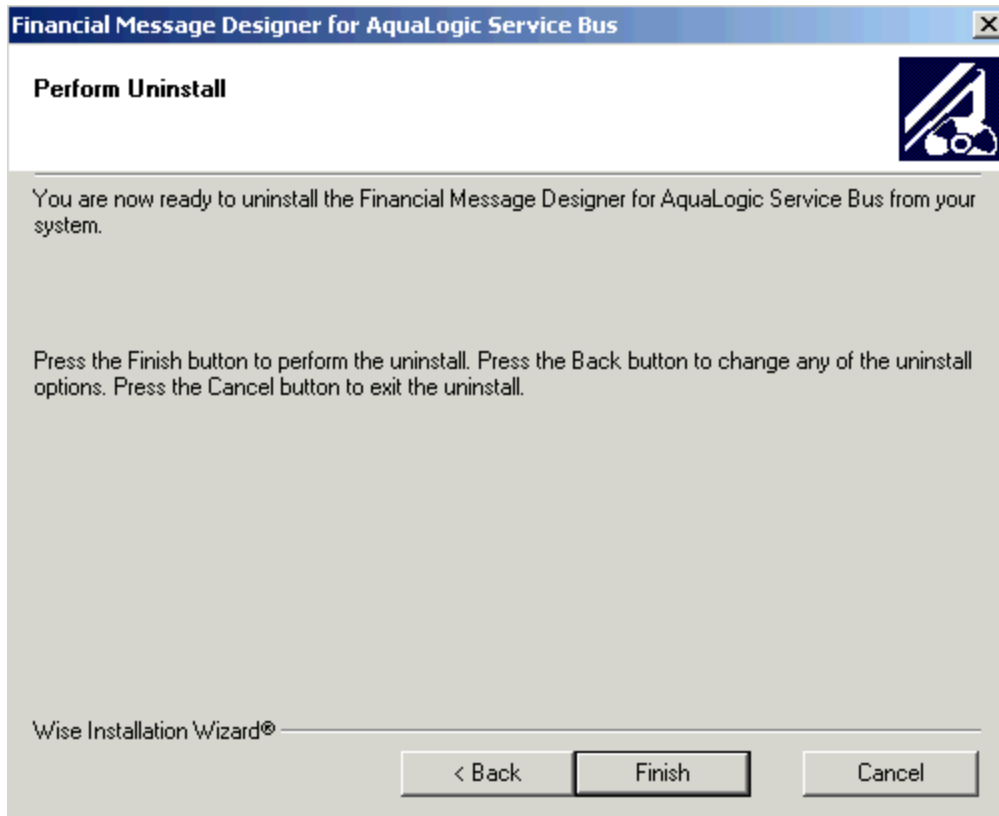 Financial Message Designer for AquaLogic Service Bus
Perform Uninstall
You are now ready to uninstall the Financial Message Designer for AquaLogic Service Bus from your
system.
Press the Finish button to perform the uninstall. Press the Back button to change any of the uninstall
options. Press the Cancel button to exit the uninstall.
Wise Installation Wizard®
< Back Finish Cancel